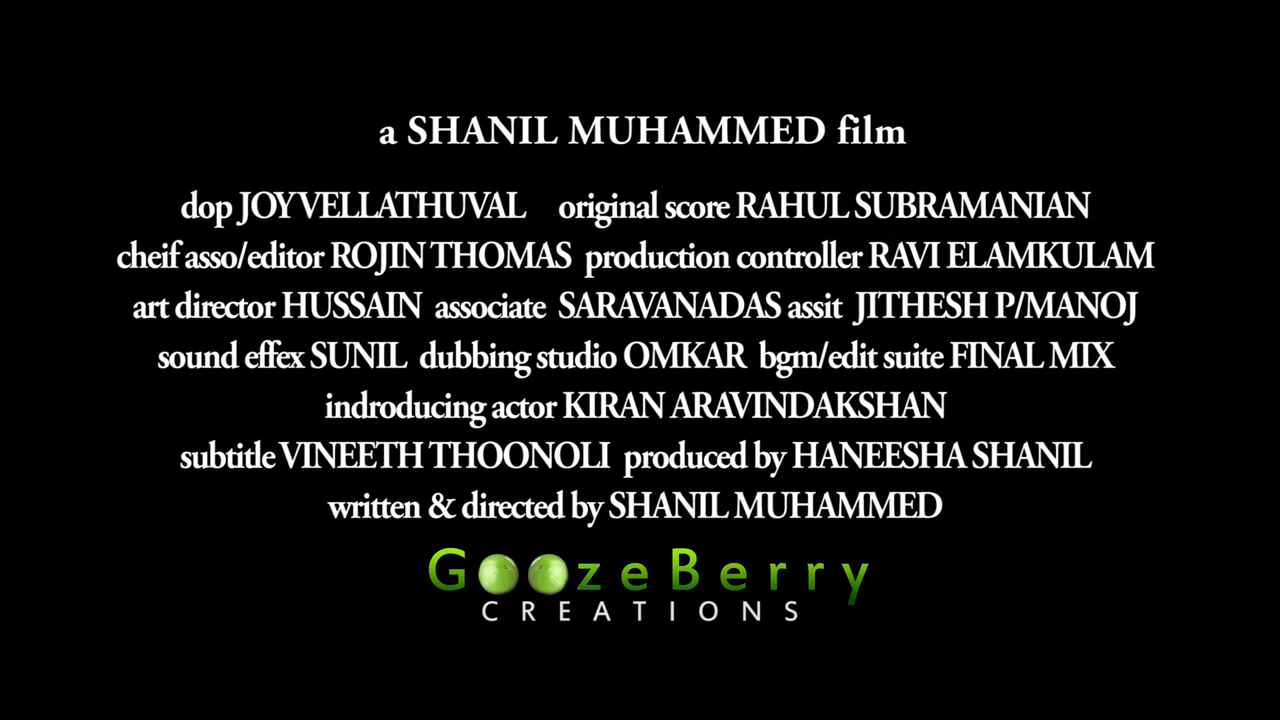 a SHANIL MUHAMMED film
dop JOY VELLATHUVAL original score RAHUL SUBRAMANIAN
cheif asso/editor ROJIN THOMAS production controller RAVI ELAMKULAM
art director HUSSAIN associate SARAVANADAS assit JITHESH P/MANOJ
sound effex SUNIL dubbing studio OMKAR bgm/edit suite FINAL MIX
indroducing actor KIRAN ARAVINDAKSHAN
subtitle VINEETH THOONOLI produced by HANEESHA SHANIL
written & directed by SHANIL MUHAMMED
GoozeBerry
CREATIONS